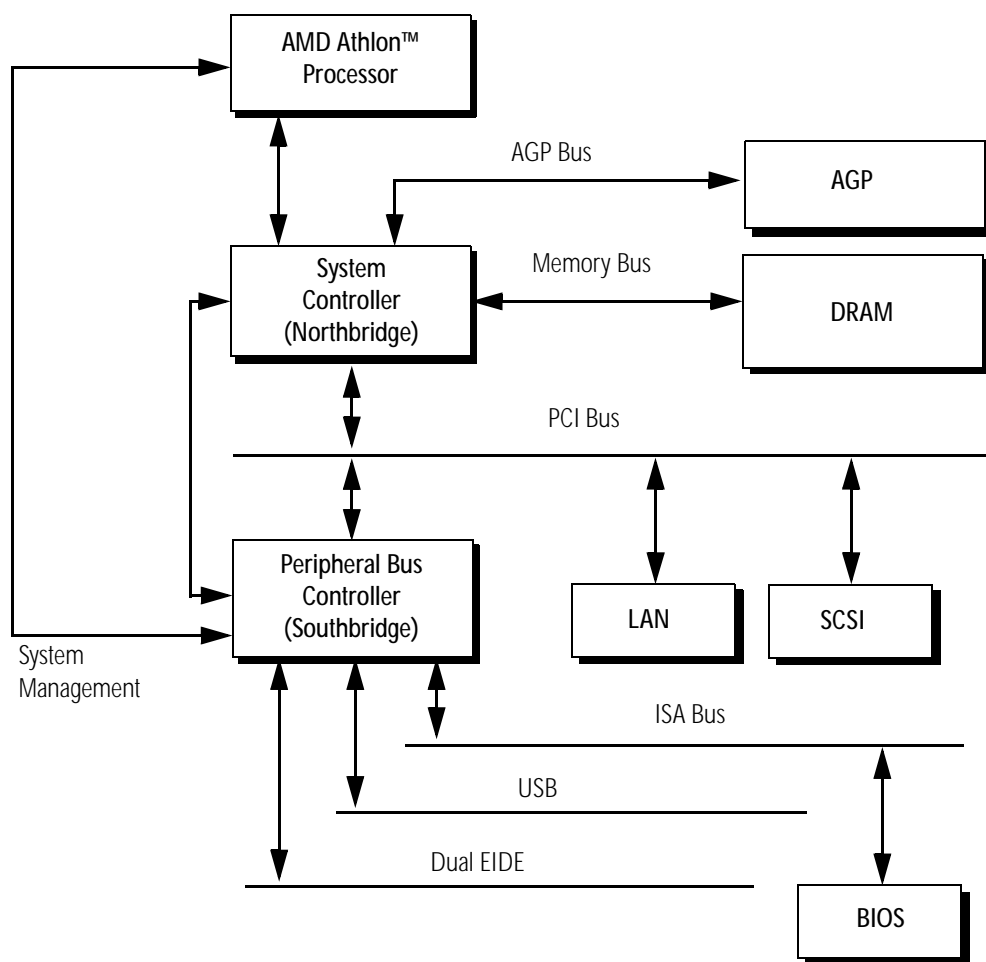 AMD Athlon™
Processor
AGP Bus
AGP
System
Controller
(Northbridge)
Memory Bus
DRAM
PCI Bus
Peripheral Bus
Controller
(Southbridge)
LAN
SCSI
System
Management
ISA Bus
USB
Dual EIDE
BIOS